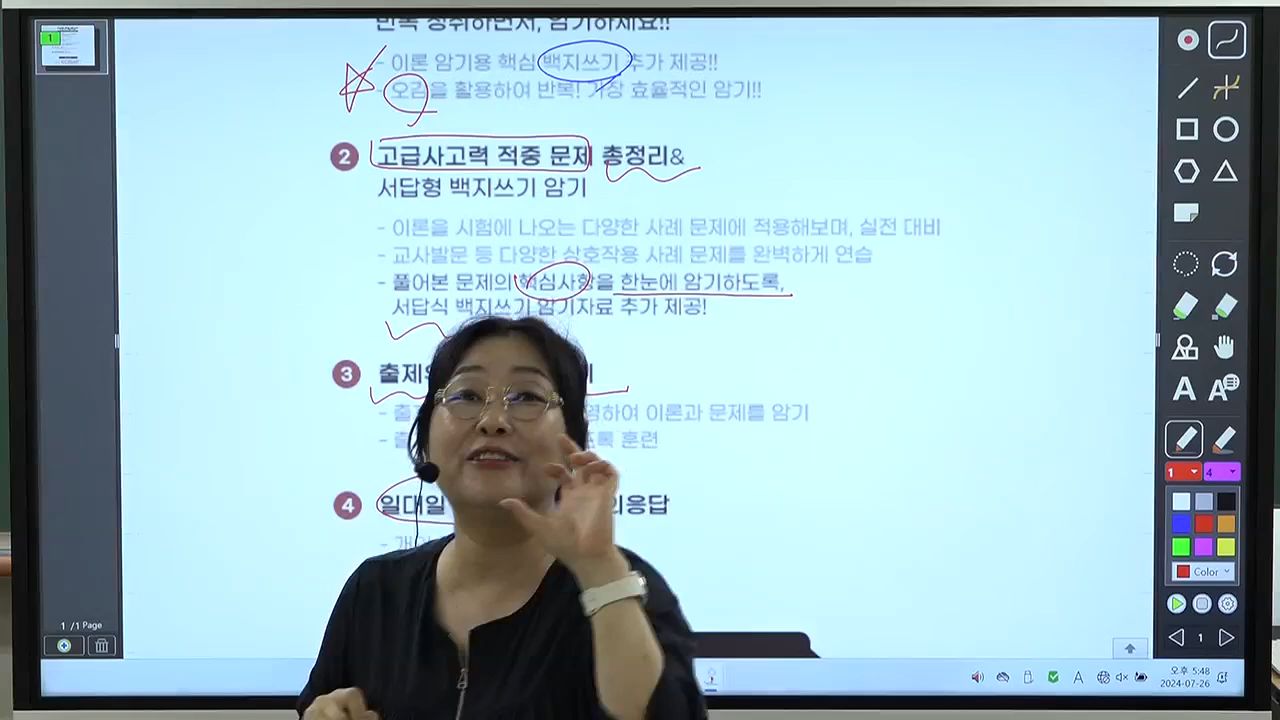 반복 청취하면서, 암기하세요!!
- 이론 암기용 핵심 백지쓰기 추가 제공!!
- 오감을 활용하여 반복! 가장 효율적인 암기!!
2 고급사고력 적중 문제 총정리&
서답형 백지쓰기 암기
- 이론을 시험에 나오는 다양한 사례 문제에 적용해보며, 실전 대비
- 교사발문 등 다양한 상호작용 사례 문제를 완벽하게 연습
- 풀어본 문제의 핵심사항을 한눈에 암기하도록,
서답식 백지쓰기 암기자료 추가 제공!
3 출제
- 출 하여 이론과 문제를 암기
- 훈련
4 일대일 의응답
1
1 /1 Page
A A
1 4
Color
1
A
오후 5:48
2024-07-26